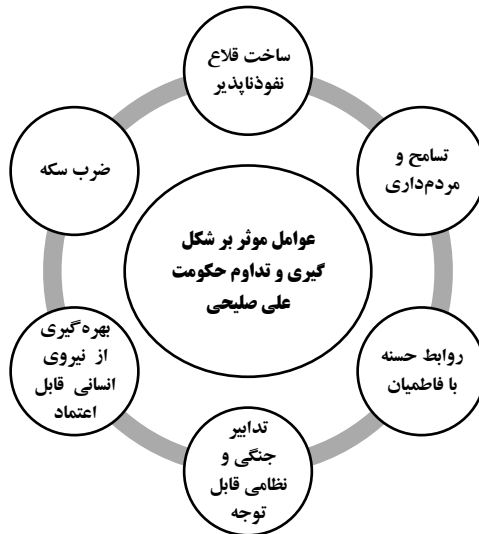 ساخت قلاع
نفوذناپذیر
تسامح و
مردم‌داری
روابط حسنه
با فاطمیان
تدابیر
جنگی و
نظامی قابل
توجه
بهره‌گیری
از نیروی
انسانی قابل
اعتماد
ضرب سکه
عوامل موثر بر شکل
گیری و تداوم حکومت
علی صلیحی